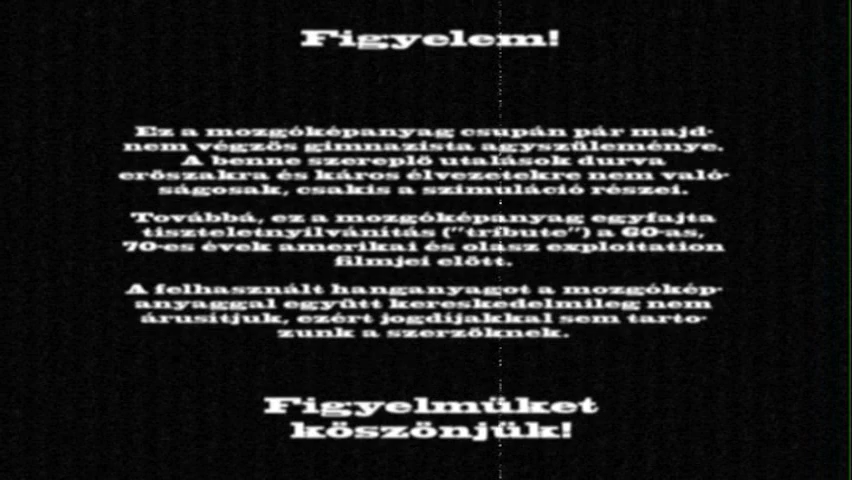 Figyelem!
Ez a mozgóképanyag csupán pár majd-
nem végzős gimnazista agyszüleménye.
A benne szereplő utalások durva
erőszakra és káros élvezetekre nem való-
ságosak, csakis a szimuláció részei.
Továbbá, ez a mozgóképanyag egyfajta
tiszteletnyilvánítás ("tribute") a 60-as,
70-es évek amerikai és olasz exploitation
filmjei előtt.
A felhasznált hanganyagot a mozgókép-
anyaggal együtt kereskedelmileg nem
árusítjuk, ezért jogdíjakkal sem tarto-
zunk a szerzőknek.
Figyelmüket
köszönjük!